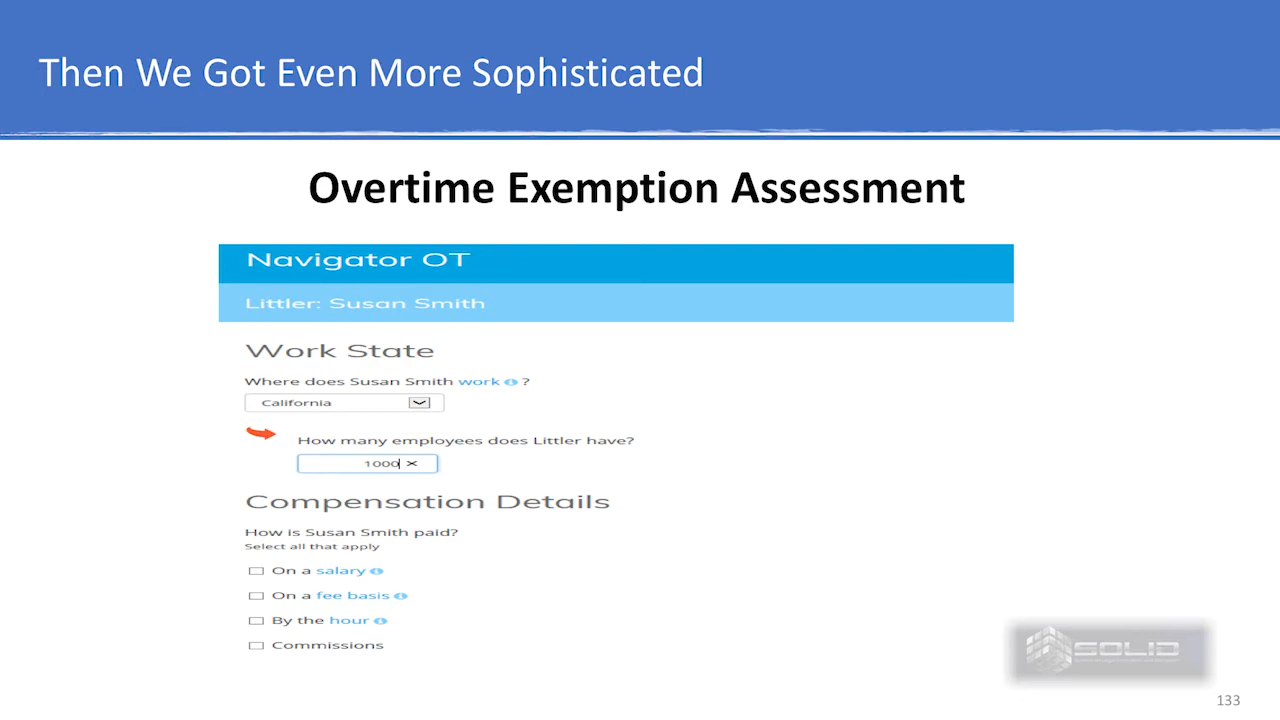 Then We Got Even More Sophisticated
Overtime Exemption Assessment
Navigator OT
Littler: Susan Smith
Work State
Where does Susan Smith work ?
California
How many employees does Littler have?
1000 ×
Compensation Details
How is Susan Smith paid?
Select all that apply
On a salary
On a fee basis
By the hour
Commissions
SOLID
133